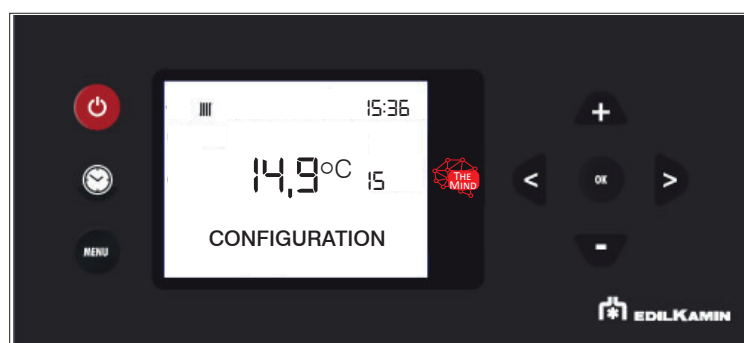 15:36
14,9°C 15
THE
MIND
CONFIGURATION
MENU
<
OK
>
+
-
EDILKAMIN